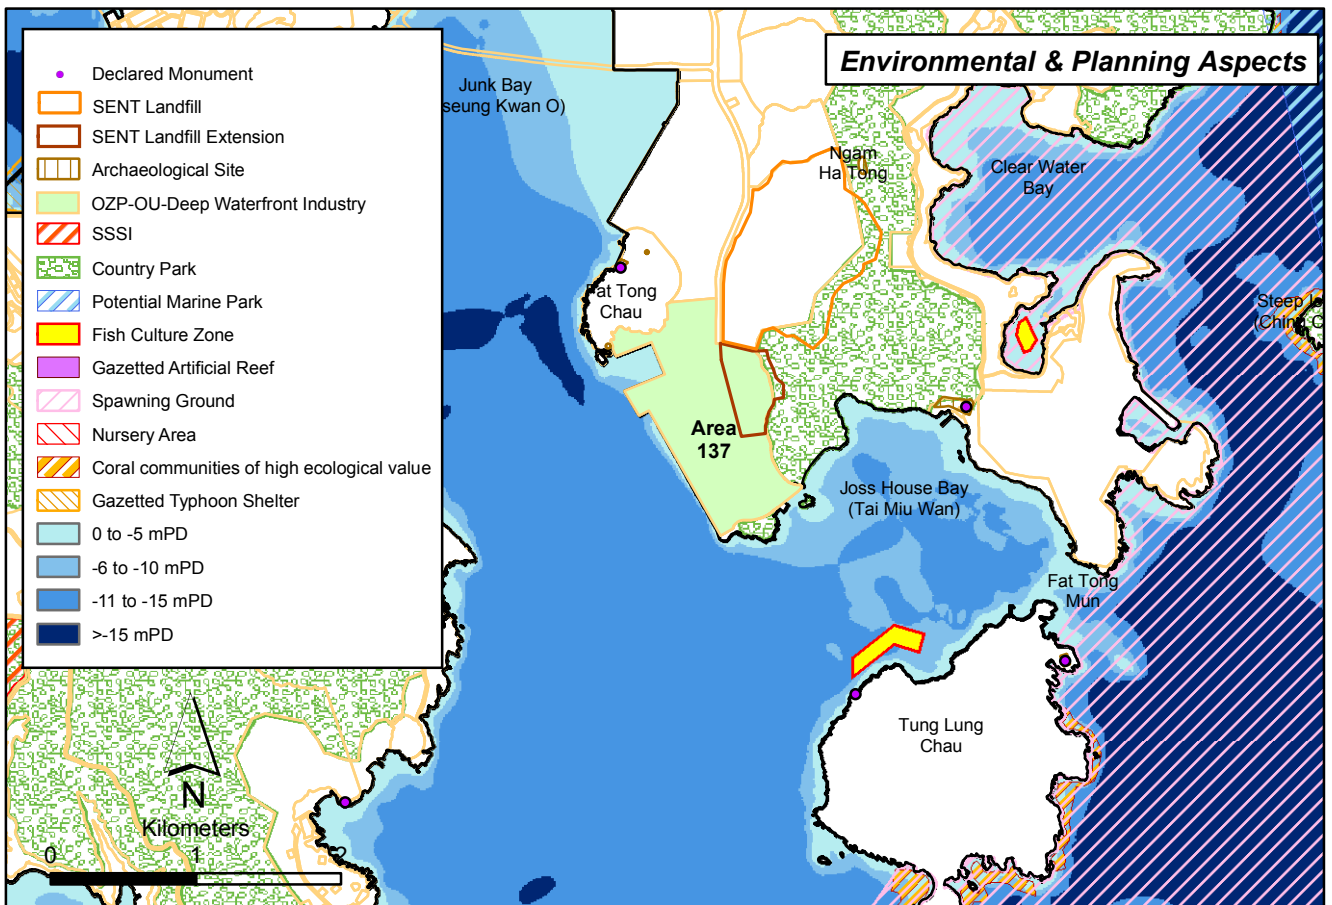 Environmental & Planning Aspects
Declared Monument
SENT Landfill
SENT Landfill Extension
Archaeological Site
OZP-OU-Deep Waterfront Industry
SSSI
Country Park
Potential Marine Park
Fish Culture Zone
Gazetted Artificial Reef
Spawning Ground
Nursery Area
Coral communities of high ecological value
Gazetted Typhoon Shelter
0 to -5 mPD
-6 to -10 mPD
-11 to -15 mPD
>-15 mPD
Junk Bay
seung Kwan O)
Ngam
Ha Tong
Clear Water
Bay
Fat Tong
Chau
Steep
Area
137
Joss House Bay
(Tai Miu Wan)
Fat Tong
Mun
Tung Lung
Chau
N
Kilometers
0 1 2